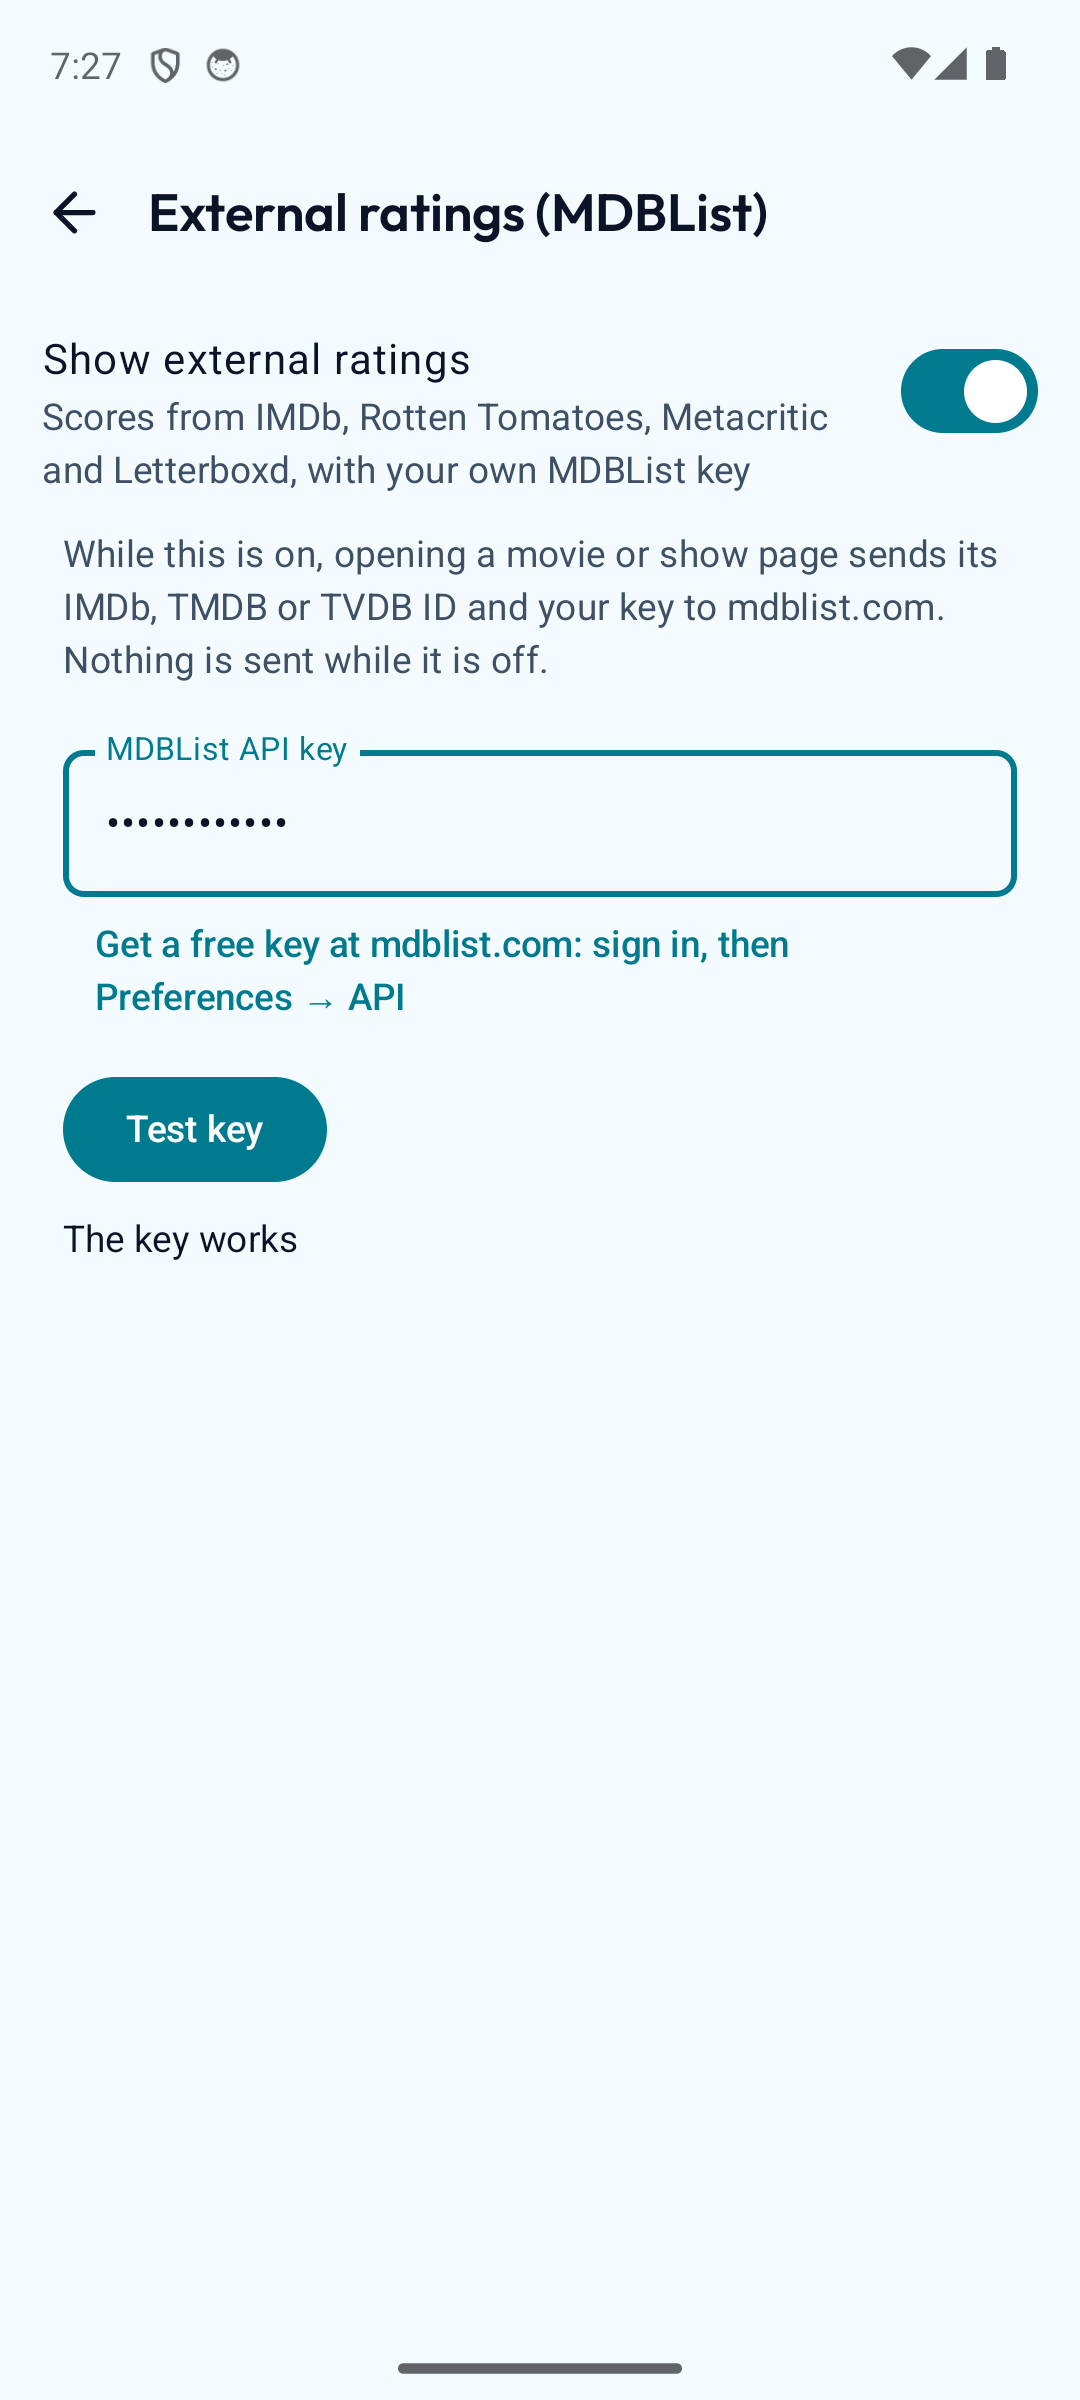 7:27
External ratings (MDBList)
Show external ratings
Scores from IMDb, Rotten Tomatoes, Metacritic
and Letterboxd, with your own MDBList key
While this is on, opening a movie or show page sends its
IMDb, TMDB or TVDB ID and your key to mdblist.com.
Nothing is sent while it is off.
MDBList API key
••••••••••••
Get a free key at mdblist.com: sign in, then
Preferences → API
Test key
The key works